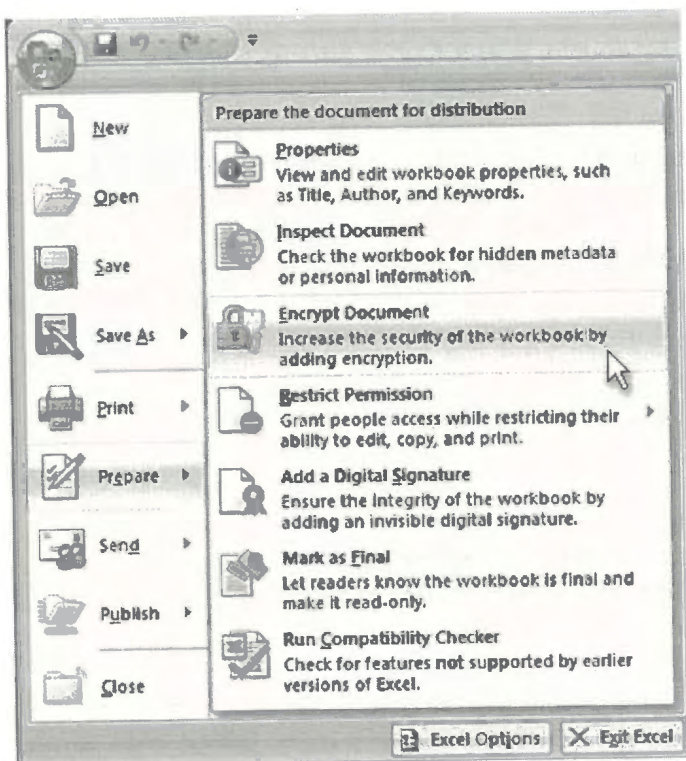 New
Open
Save
Save As
Print
Prepare
Send
Publish
Close
Prepare the document for distribution
Properties
View and edit workbook properties, such
as Title, Author, and Keywords.
Inspect Document
Check the workbook for hidden metadata
or personal information.
Encrypt Document
Increase the security of the workbook by
adding encryption.
Restrict Permission
Grant people access while restricting their
ability to edit, copy, and print.
Add a Digital Signature
Ensure the integrity of the workbook by
adding an invisible digital signature.
Mark as Final
Let readers know the workbook is final and
make it read-only.
Run Compatibility Checker
Check for features not supported by earlier
versions of Excel.
Excel Options
Exit Excel